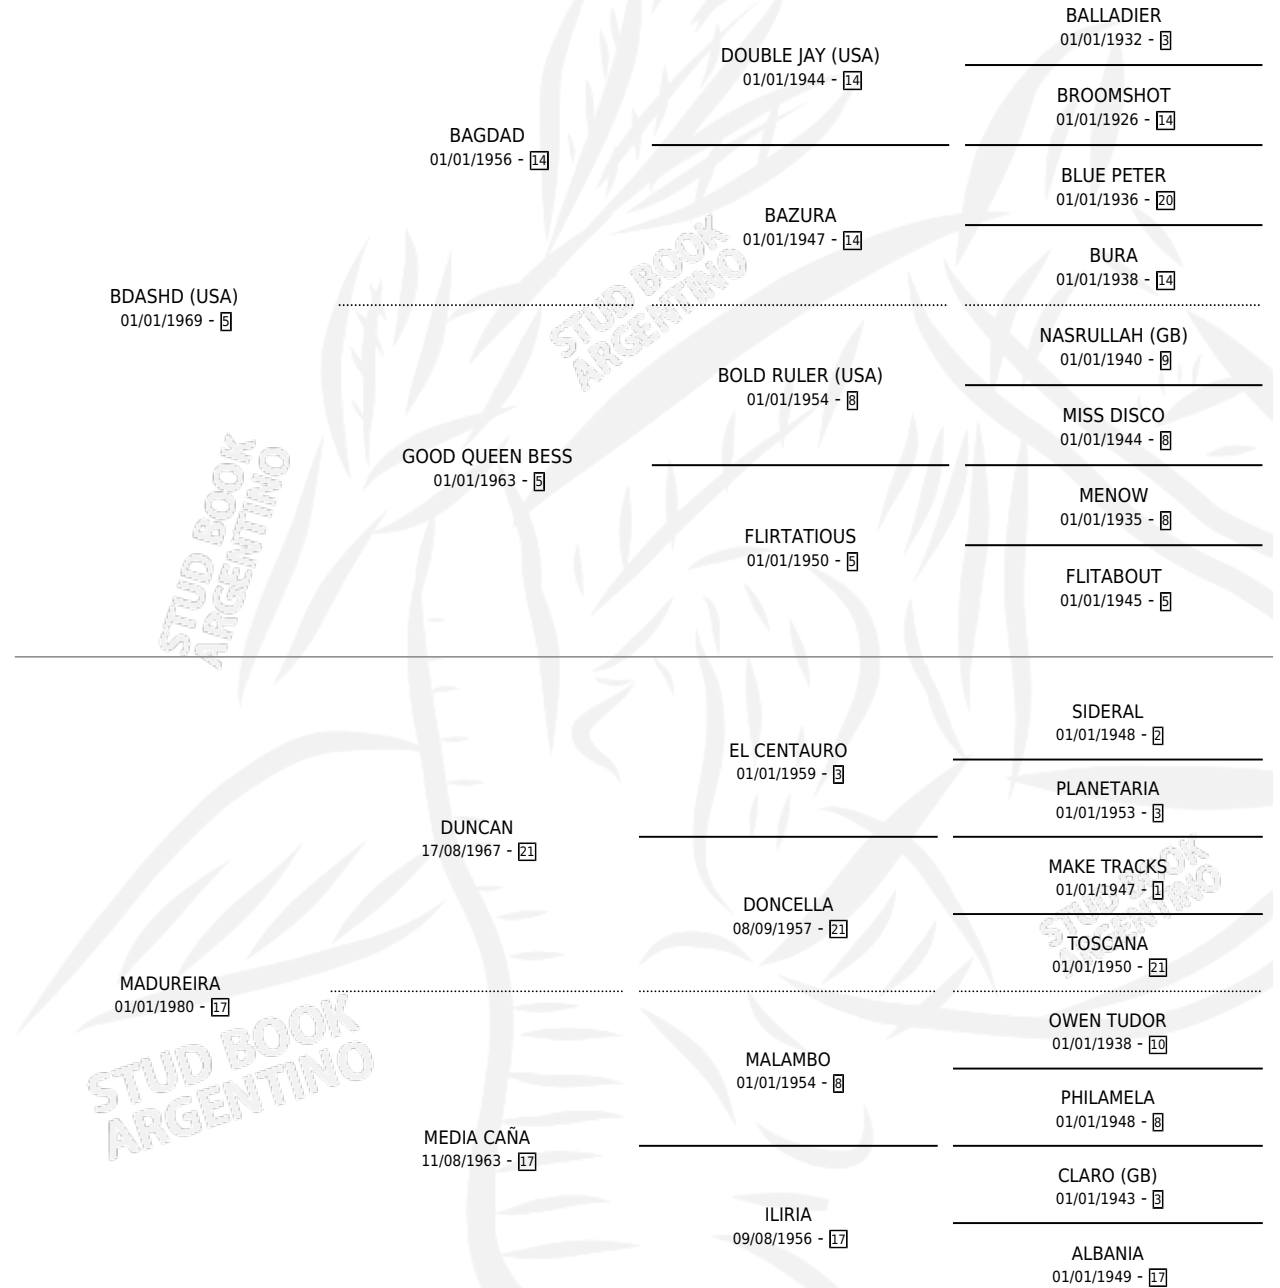 BALLADIER
01/01/1932 - 3
DOUBLE JAY (USA)
01/01/1944 - 14
BROOMSHOT
01/01/1926 - 14
BAGDAD
01/01/1956 - 14
BLUE PETER
01/01/1936 - 20
BAZURA
01/01/1947 - 14
BURA
01/01/1938 - 14
BDASHD (USA)
01/01/1969 - 5
STUD BOOK
ARGENTINO
NASRULLAH (GB)
01/01/1940 - 9
BOLD RULER (USA)
01/01/1954 - 8
MISS DISCO
01/01/1944 - 8
GOOD QUEEN BESS
01/01/1963 - 5
MENOW
01/01/1935 - 8
FLIRTATIOUS
01/01/1950 - 5
FLITABOUT
01/01/1945 - 5
STUD BOOK
ARGENTINO
SIDERAL
01/01/1948 - 2
EL CENTAURO
01/01/1959 - 3
PLANETARIA
01/01/1953 - 3
DUNCAN
17/08/1967 - 21
MAKE TRACKS
01/01/1947 - 1
DONCELLA
08/09/1957 - 21
STUD BOOK
ARGENTINO
TOSCANA
01/01/1950 - 21
MADUREIRA
01/01/1980 - 17
OWEN TUDOR
01/01/1938 - 10
MALAMBO
01/01/1954 - 8
STUD BOOK
ARGENTINO
PHILAMELA
01/01/1948 - 8
MEDIA CAÑA
11/08/1963 - 17
CLARO (GB)
01/01/1943 - 3
ILIRIA
09/08/1956 - 17
ALBANIA
01/01/1949 - 17